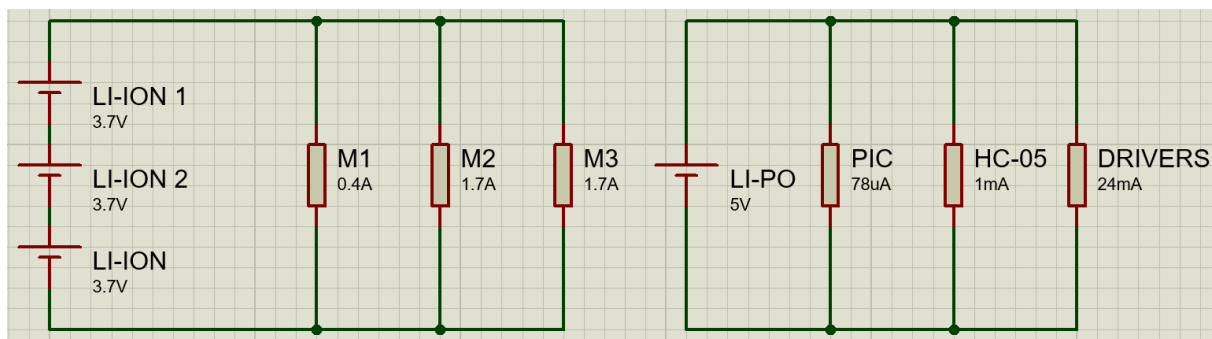 LI-ION 1
3.7V
LI-ION 2
3.7V
LI-ION
3.7V
M1
0.4A
M2
1.7A
M3
1.7A
LI-PO
5V
PIC
78uA
HC-05
1mA
DRIVERS
24mA